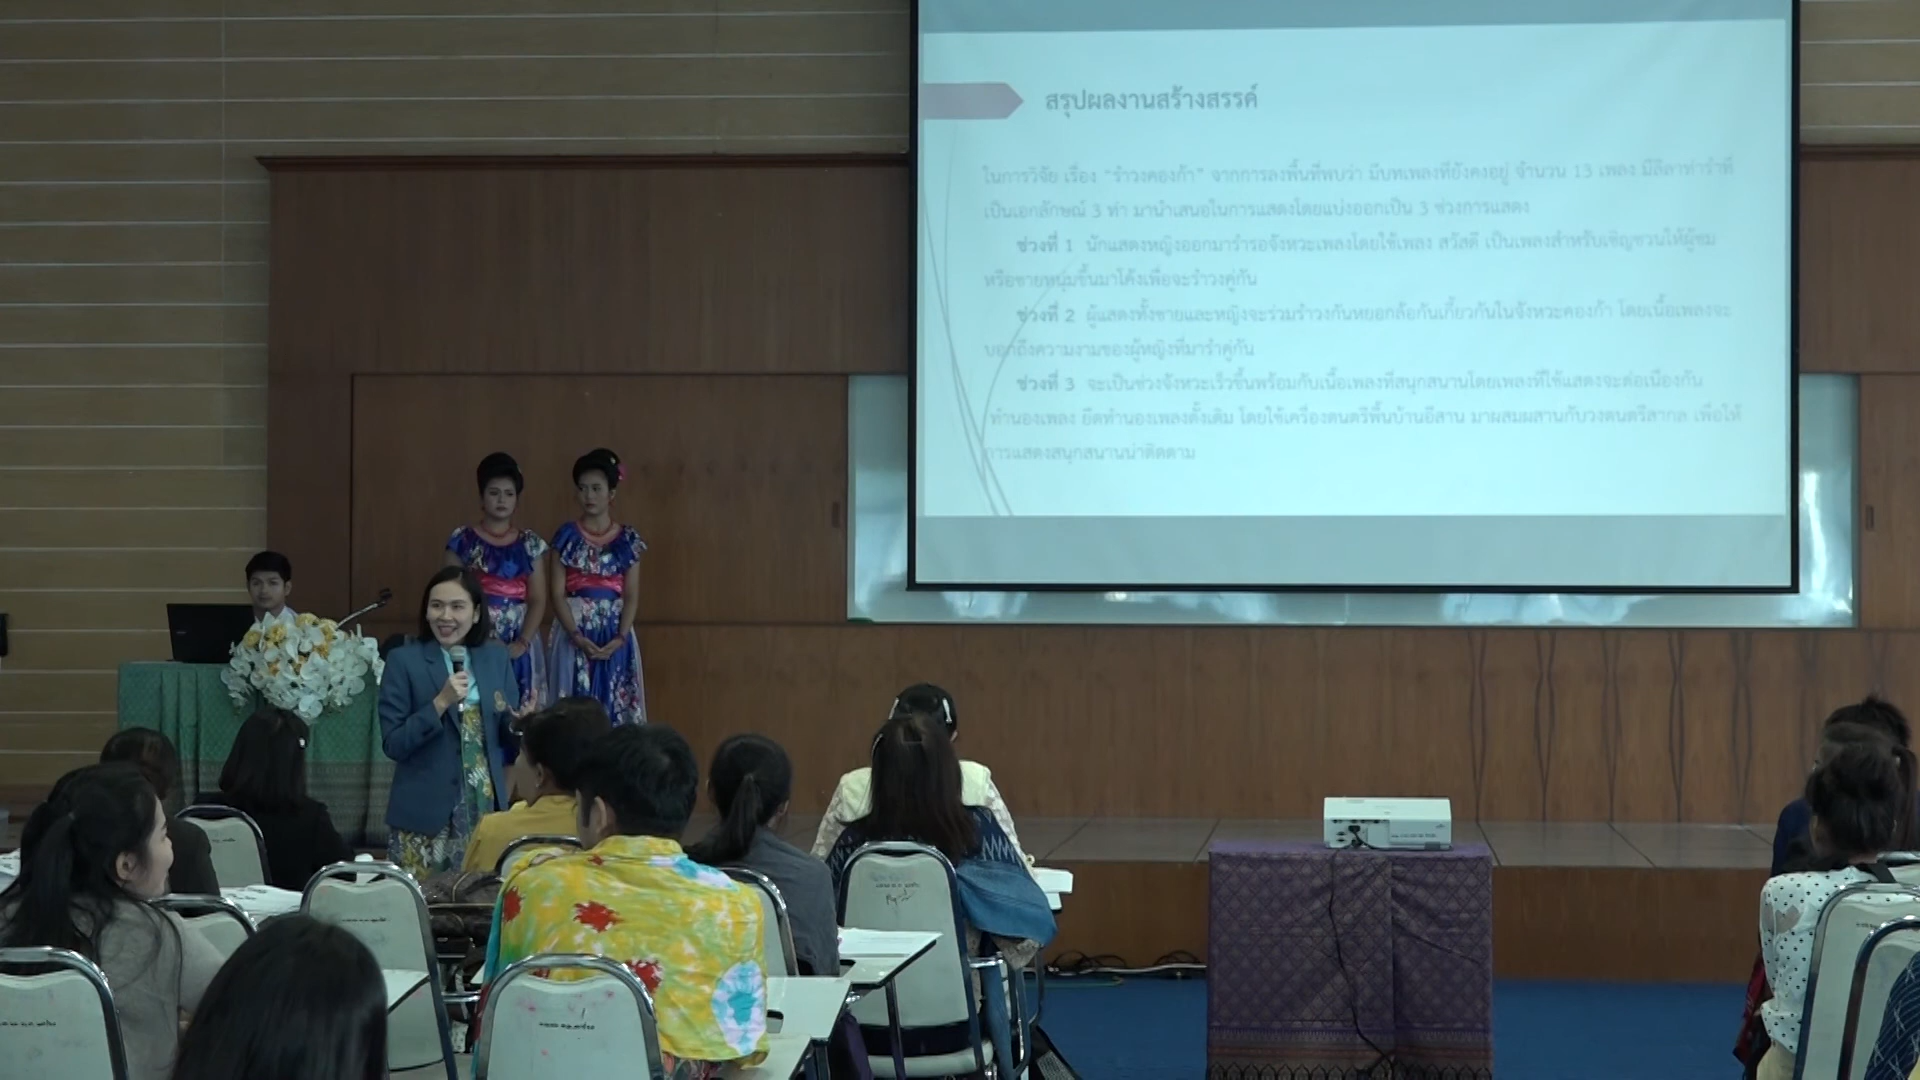 สรุปผลงานสร้างสรรค์
ในการวิจัย เรื่อง "รำวงคองก้า" จากการลงพื้นที่พบว่า มีบทเพลงที่ยังคงอยู่ จำนวน 13 เพลง มีลีลาท่ารำที่
เป็นเอกลักษณ์ 3 ท่า มานำเสนอในการแสดงโดยแบ่งออกเป็น 3 ช่วงการแสดง
ช่วงที่ 1 นักแสดงหญิงออกมารำรอจังหวะเพลงโดยใช้เพลง สวัสดี เป็นเพลงสำหรับเชิญชวนให้ผู้ชม
หรือชายหนุ่มขึ้นมาโค้งเพื่อจะรำวงคู่กัน
ช่วงที่ 2 ผู้แสดงทั้งชายและหญิงจะร่วมรำวงกันหยอกล้อกันเกี้ยวกันในจังหวะคองก้า โดยเนื้อเพลงจะ
บอกถึงความงามของผู้หญิงที่มารำคู่กัน
ช่วงที่ 3 จะเป็นช่วงจังหวะเร็วขึ้นพร้อมกับเนื้อเพลงที่สนุกสนานโดยเพลงที่ใช้แสดงจะต่อเนื่องกัน
ทำนองเพลง ยึดทำนองเพลงดั้งเดิม โดยใช้เครื่องดนตรีพื้นบ้านอีสาน มาผสมผสานกับวงดนตรีสากล เพื่อให้
การแสดงสนุกสนานน่าติดตาม